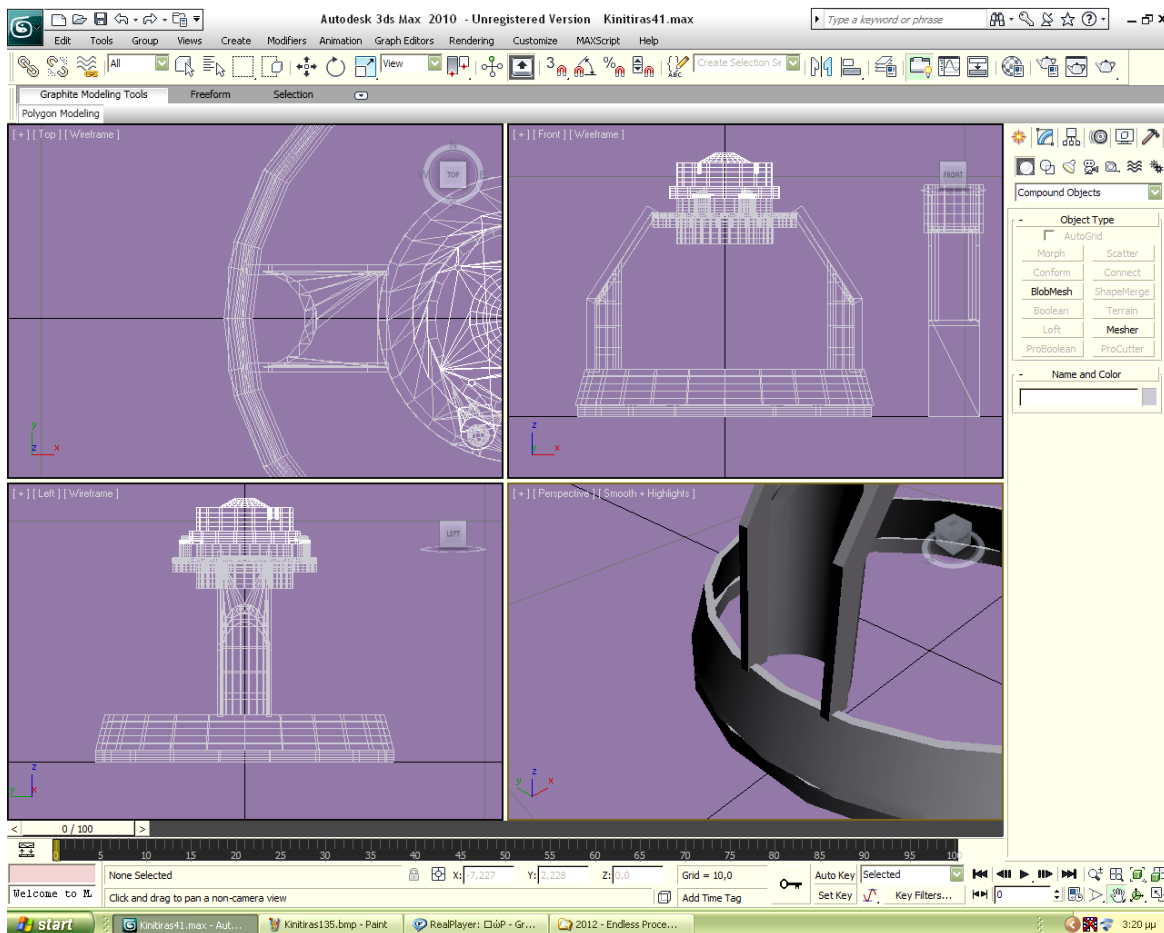 Autodesk 3ds Max 2010 - Unregistered Version Kinitiras41.max
Type a keyword or phrase
Edit Tools Group Views Create Modifiers Animation Graph Editors Rendering Customize MAXScript Help
All View 3 Create Selection Se
Graphite Modeling Tools Freeform Selection
Polygon Modeling
[ + ] [ Top ] [ Wireframe ]
TOP
[ + ] [ Front ] [ Wireframe ]
FRONT
Compound Objects
- Object Type
AutoGrid
Morph Scatter
Conform Connect
BlobMesh ShapeMerge
Boolean Terrain
Loft Mesher
ProBoolean ProCutter
- Name and Color
y
z x
z
y x
[ + ] [ Left ] [ Wireframe ]
LEFT
[ + ] [ Perspective ] [ Smooth + Highlights ]
z
y x
z
y x
< 0 / 100 >
0 5 10 15 20 25 30 35 40 45 50 55 60 65 70 75 80 85 90 95 100
None Selected X: -7,227 Y: 2,228 Z: 0,0 Grid = 10,0 Auto Key Selected
Welcome to M Click and drag to pan a non-camera view Add Time Tag Set Key Key Filters... 0
start Kinitiras41.max - Aut... Kinitiras135.bmp - Paint RealPlayer: □ώP - Gr... 2012 - Endless Proce... 3:20 μμ